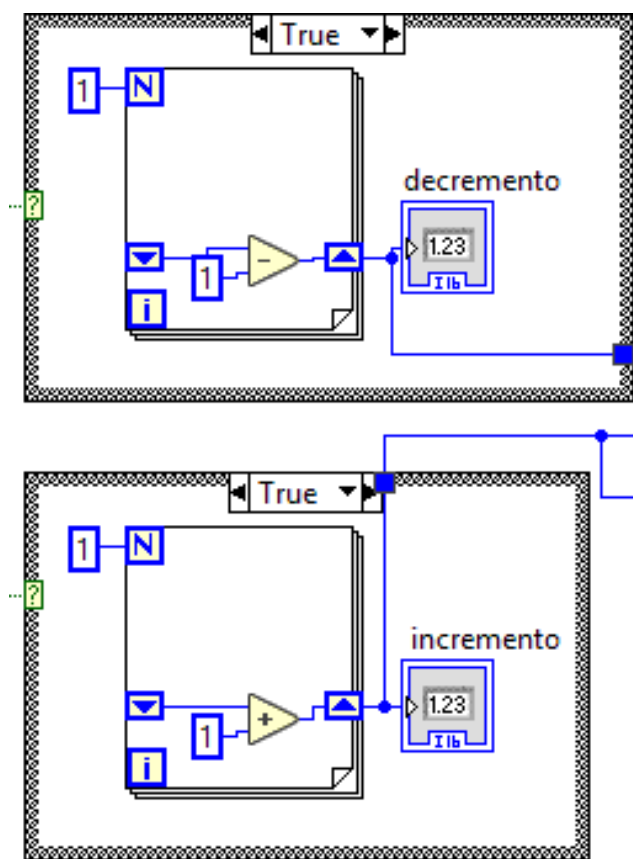 True
1 N
decremento
?
1.23
1 -
I16
i
True
1 N
?
incremento
1.23
1 +
I16
i